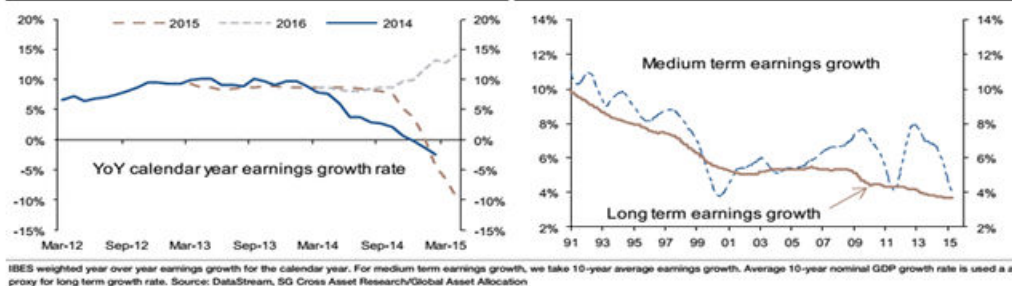 20% 2015 2016 2014 20%
15% 15%
10% 10%
5% 5%
0% 0%
-5% YoY calendar year earnings growth rate -5%
-10% -10%
-15% -15%
Mar-12 Sep-12 Mar-13 Sep-13 Mar-14 Sep-14 Mar-15
14% 14%
12% Medium term earnings growth 12%
10% 10%
8% 8%
6% 6%
4% 4%
Long term earnings growth
2% 2%
91 93 95 97 99 01 03 05 07 09 11 13 15
IBES weighted year over year earnings growth for the calendar year. For medium term earnings growth, we take 10-year average earnings growth. Average 10-year nominal GDP growth rate is used a a
proxy for long term growth rate. Source: DataStream, SG Cross Asset Research/Global Asset Allocation